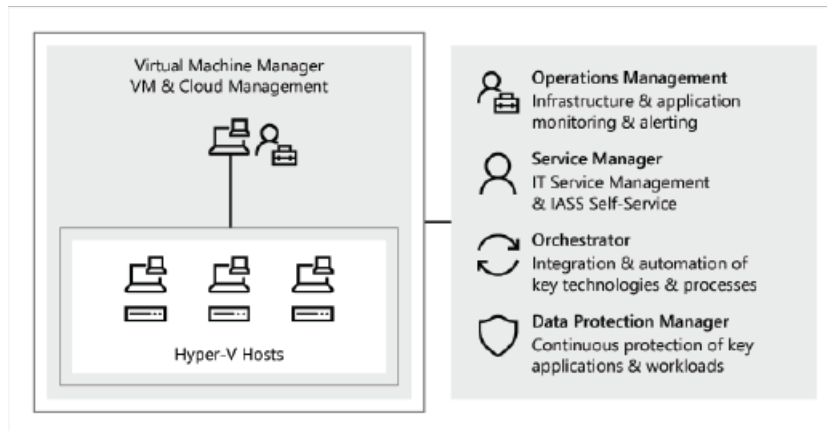 Virtual Machine Manager
VM & Cloud Management
Hyper-V Hosts
Operations Management
Infrastructure & application
monitoring & alerting
Service Manager
IT Service Management
& IASS Self-Service
Orchestrator
Integration & automation of
key technologies & processes
Data Protection Manager
Continuous protection of key
applications & workloads